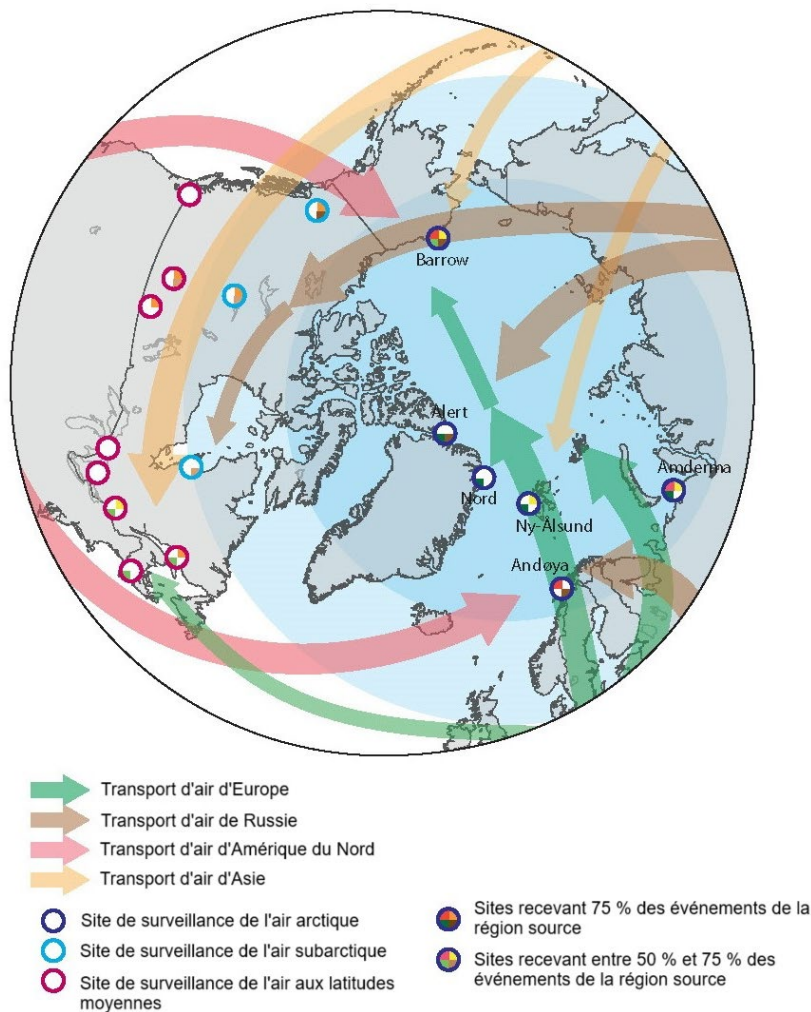 Barrow
Alert
Amderma
Nord
Ny-Ålsund
Andøya
Transport d'air d'Europe
Transport d'air de Russie
Transport d'air d'Amérique du Nord
Transport d'air d'Asie
Site de surveillance de l'air arctique
Site de surveillance de l'air subarctique
Site de surveillance de l'air aux latitudes
moyennes
Sites recevant 75 % des événements de la
région source
Sites recevant entre 50 % et 75 % des
événements de la région source